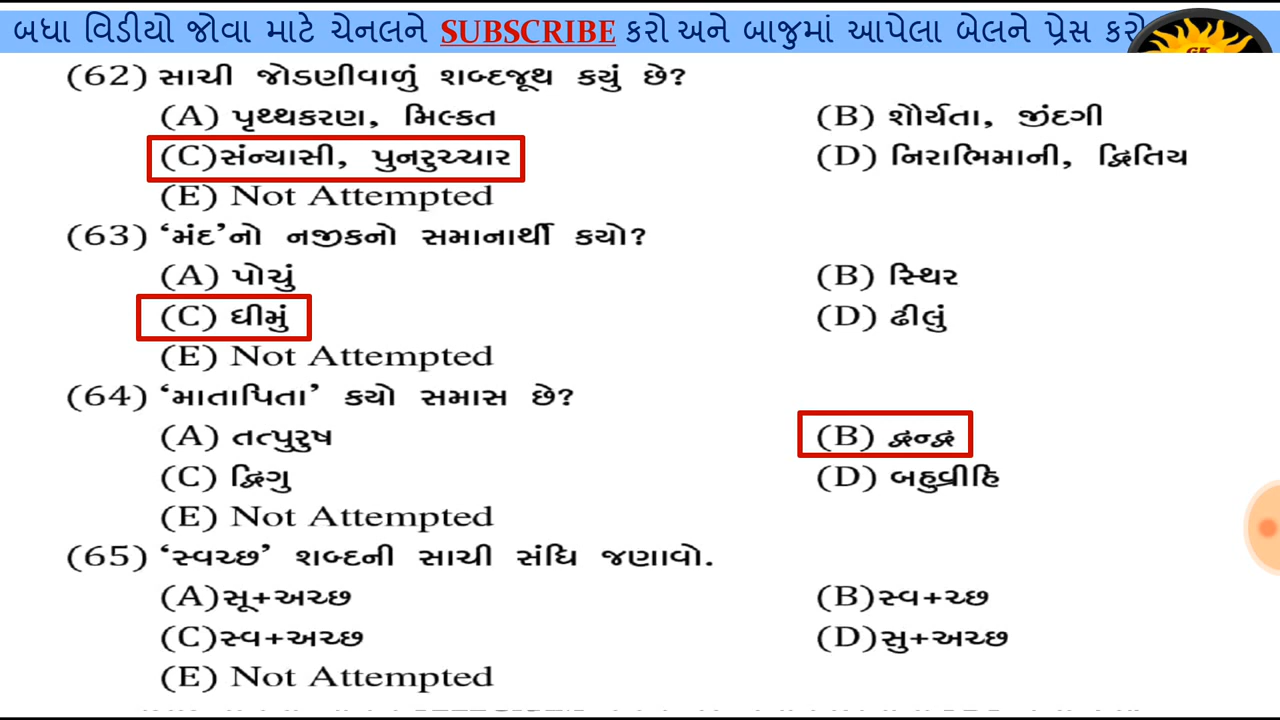 બધા વિડીયો જોવા માટે ચેનલને SUBSCRIBE કરો અને બાજુમાં આપેલા બેલને પ્રેસ કરો
GK
(62) સાચી જોડણીવાળું શબ્દજૂથ કયું છે?
(A) પૃથ્થકરણ, મિલ્કત (B) શૌર્યતા, જીંદગી
(C)સંન્યાસી, પુનરુચ્ચાર (D) નિરાભિમાની, દ્વિતિય
(E) Not Attempted
(63) ‘મંદ’નો નજીકનો સમાનાર્થી કયો?
(A) પોચું (B) સ્થિર
(C) ધીમું (D) ઢીલું
(E) Not Attempted
(64) ‘માતાપિતા’ કયો સમાસ છે?
(A) તત્પુરુષ (B) દ્વન્દ્વ
(C) દ્વિગુ (D) બહુવ્રીહિ
(E) Not Attempted
(65) ‘સ્વચ્છ’ શબ્દની સાચી સંધિ જણાવો.
(A)સૂ+અચ્છ (B)સ્વ+ચ્છ
(C)સ્વ+અચ્છ (D)સુ+અચ્છ
(E) Not Attempted